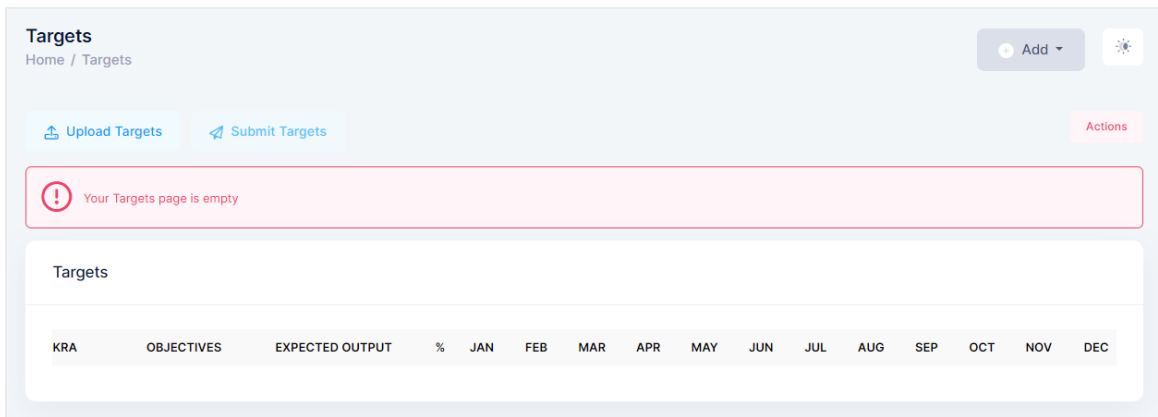 Targets
Home / Targets
Add
Upload Targets
Submit Targets
Actions
Your Targets page is empty
Targets
KRA OBJECTIVES EXPECTED OUTPUT % JAN FEB MAR APR MAY JUN JUL AUG SEP OCT NOV DEC